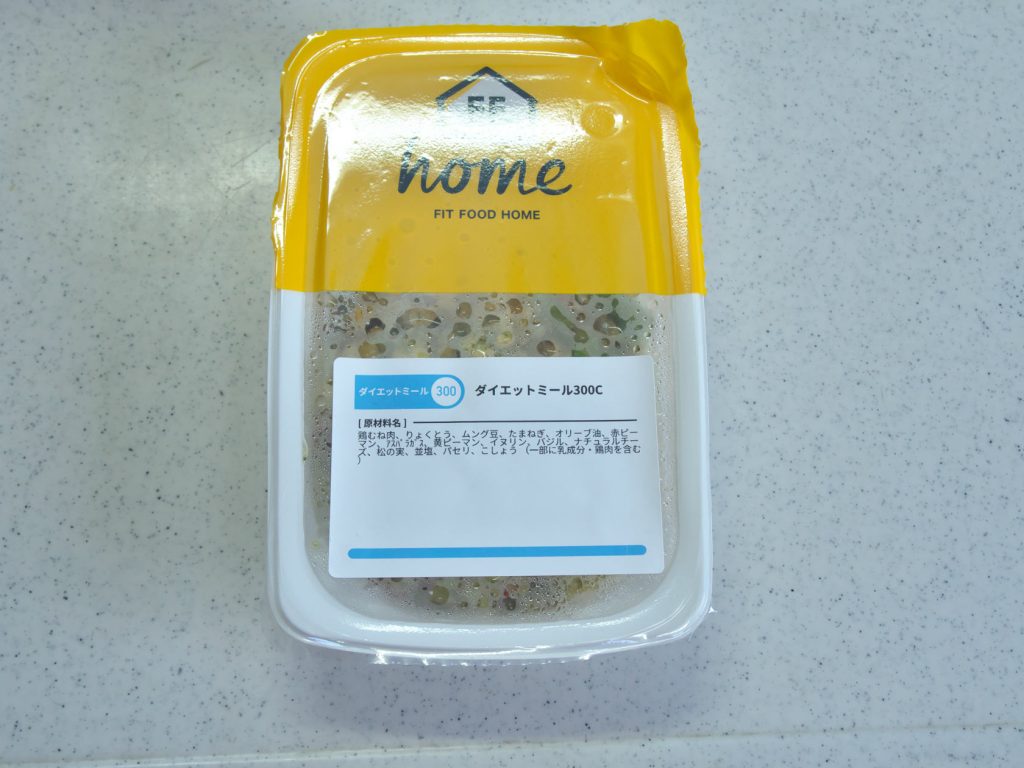 FF
home
FIT FOOD HOME
ダイエットミール 300 ダイエットミール300C
[ 原材料名 ]
鶏むね肉、りょくとう、ムング豆、たまねぎ、オリーブ油、赤ピー
マン、ｱｽﾊﾟﾗｶﾞｽ、黄ピーマン、イヌリン、バジル、ナチュラルチー
ズ、松の実、並塩、パセリ、こしょう （一部に乳成分・鶏肉を含む
）